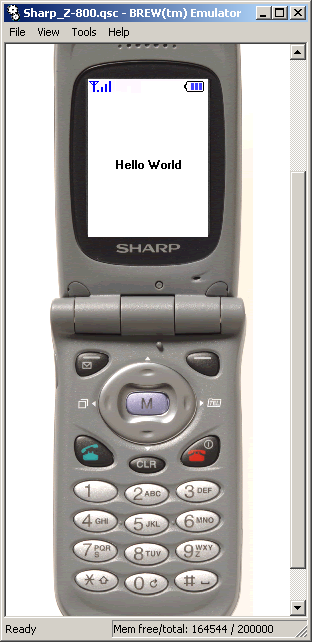 Sharp_Z-800.qsc - BREW(tm) Emulator
File View Tools Help
Hello World
SHARP
M
CLR
1 2ABC 3DEF
4GHI 5JKL 6MNO
7PQRS 8TUV 9WXYZ
0 #
Ready Mem free/total: 164544 / 200000